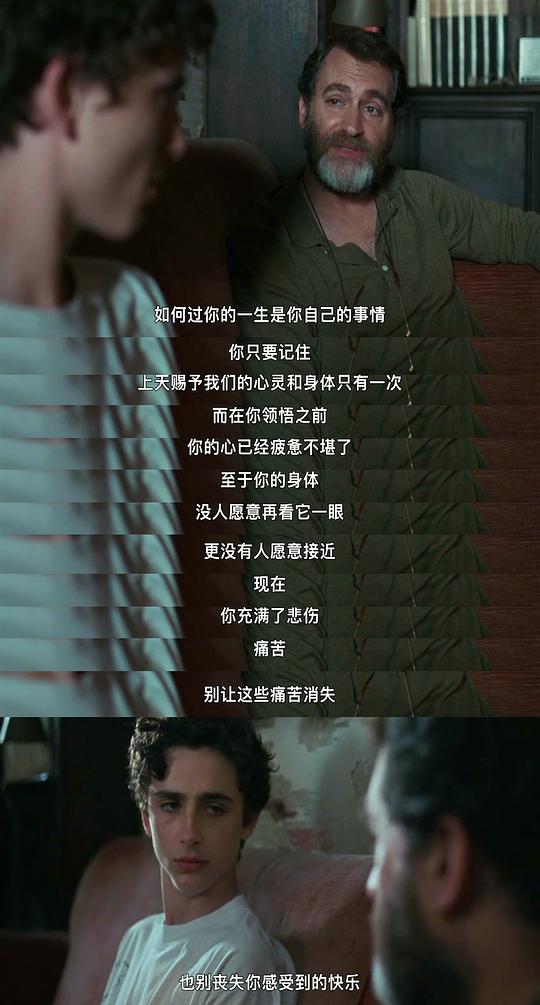 如何过你的一生是你自己的事情
你只要记住
上天赐予我们的心灵和身体只有一次
而在你领悟之前
你的心已经疲惫不堪了
至于你的身体
没人愿意再看它一眼
更没有人愿意接近
现在
你充满了悲伤
痛苦
别让这些痛苦消失
也别丧失你感受到的快乐